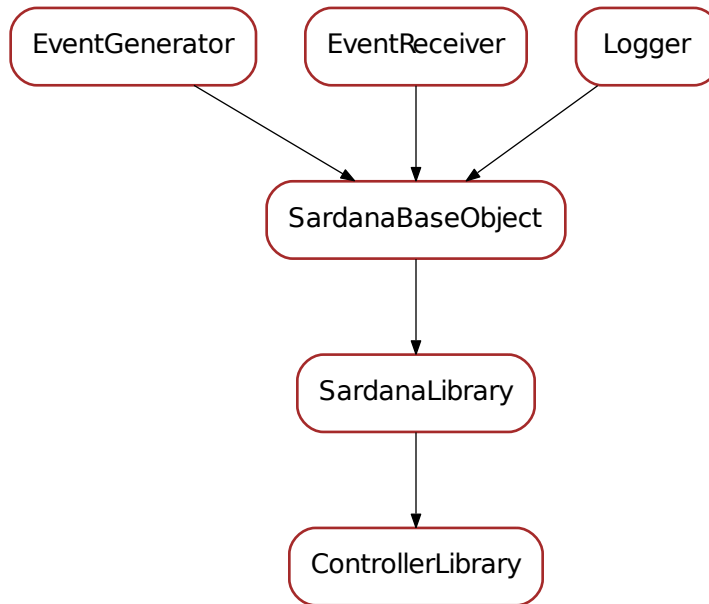 EventGenerator
EventReceiver
Logger
SardanaBaseObject
SardanaLibrary
ControllerLibrary